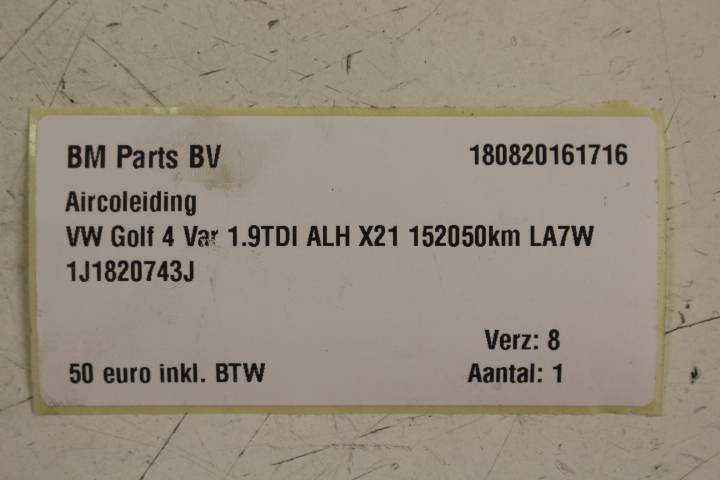 BM Parts BV 180820161716
Aircoleiding
VW Golf 4 Var 1.9TDI ALH X21 152050km LA7W
1J1820743J
Verz: 8
50 euro inkl. BTW Aantal: 1